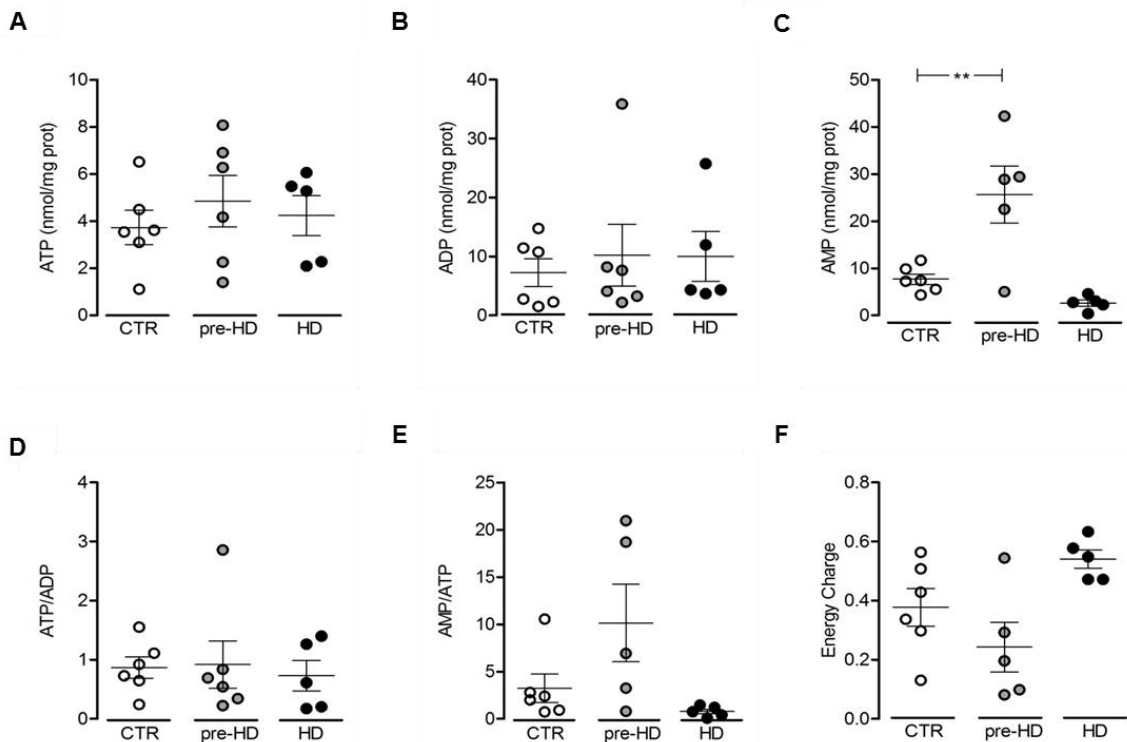 A
ATP (nmol/mg prot)
10
8
6
4
2
0
CTR pre-HD HD
B
ADP (nmol/mg prot)
40
30
20
10
0
CTR pre-HD HD
C
**
AMP (nmol/mg prot)
50
40
30
20
10
0
CTR pre-HD HD
D
ATP/ADP
4
3
2
1
0
CTR pre-HD HD
E
AMP/ATP
25
20
15
10
5
0
CTR pre-HD HD
F
Energy Charge
0.8
0.6
0.4
0.2
0.0
CTR pre-HD HD